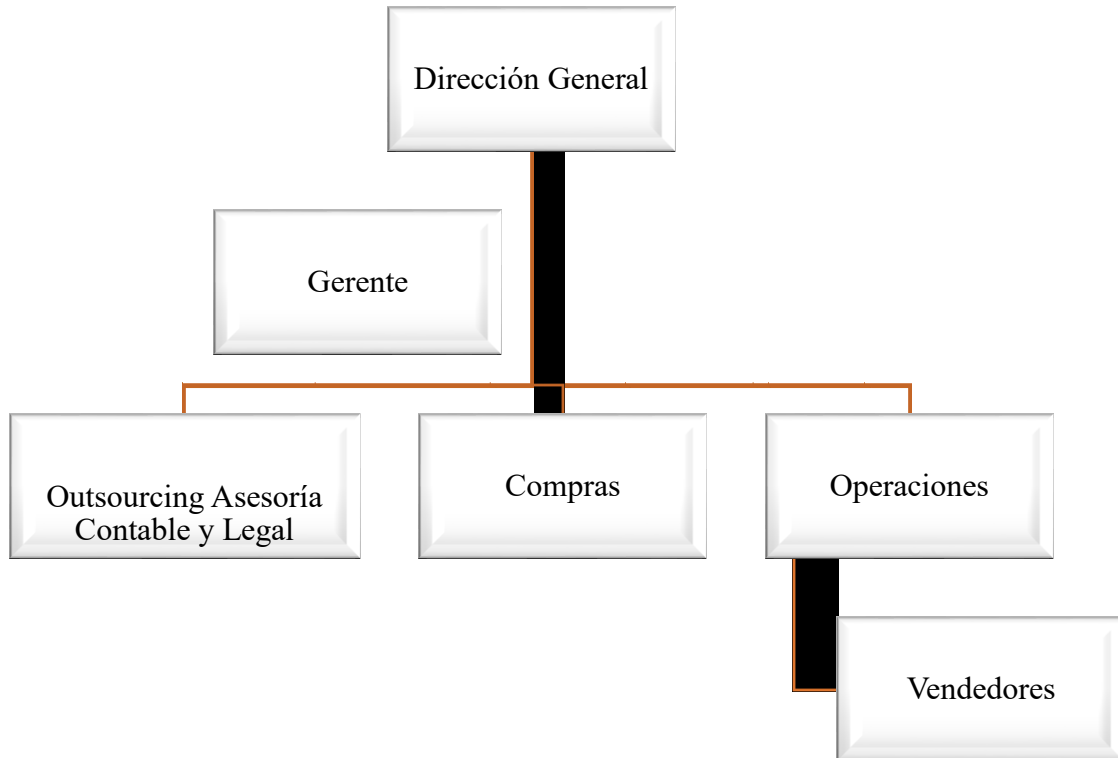 Dirección General
Gerente
Outsourcing Asesoría
Contable y Legal
Compras
Operaciones
Vendedores